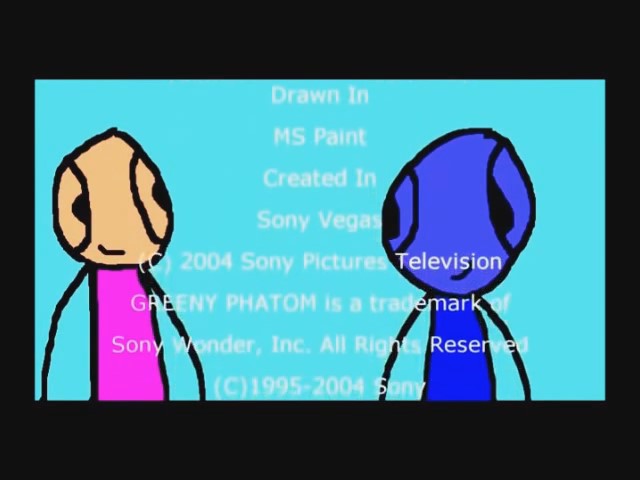 Drawn In
MS Paint
Created In
Sony Vegas
(C) 2004 Sony Pictures Television
GREENY PHATOM is a trademark of
Sony Wonder, Inc. All Rights Reserved
(C)1995-2004 Sony